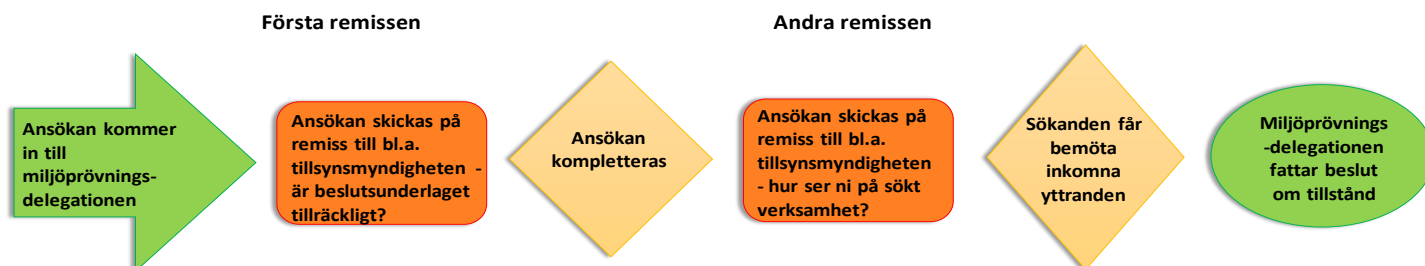 Första remissen
Andra remissen
Ansökan kommer
in till
miljöprövnings-
delegationen
Ansökan skickas på
remiss till bl.a.
tillsynsmyndigheten -
är beslutsunderlaget
tillräckligt?
Ansökan
kompletteras
Ansökan skickas på
remiss till bl.a.
tillsynsmyndigheten
- hur ser ni på sökt
verksamhet?
Sökanden får
bemöta
inkomna
yttranden
Miljöprövnings
-delegationen
fattar beslut
om tillstånd